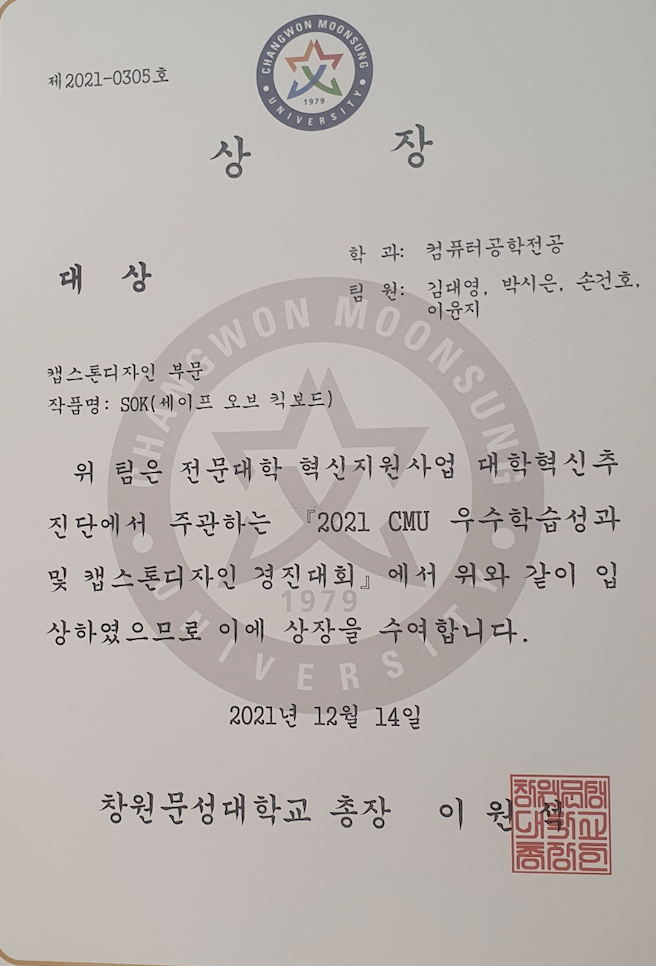 제2021-0305호
CHANGWON MOONSUNG UNIVERSITY
1979
상 장
학 과: 컴퓨터공학전공
대 상
팀 원: 김대영, 박시은, 손건호,
이윤지
캡스톤디자인 부문
작품명: SOK(세이프 오브 킥보드)
위 팀은 전문대학 혁신지원사업 대학혁신추
진단에서 주관하는 『2021 CMU 우수학습성과
및 캡스톤디자인 경진대회』에서 위와 같이 입
상하였으므로 이에 상장을 수여합니다.
CHANGWON MOONSUNG UNIVERSITY
1979
2021년 12월 14일
창원문성대학교 총장 이 원 석
창원문성
대학교
총장인